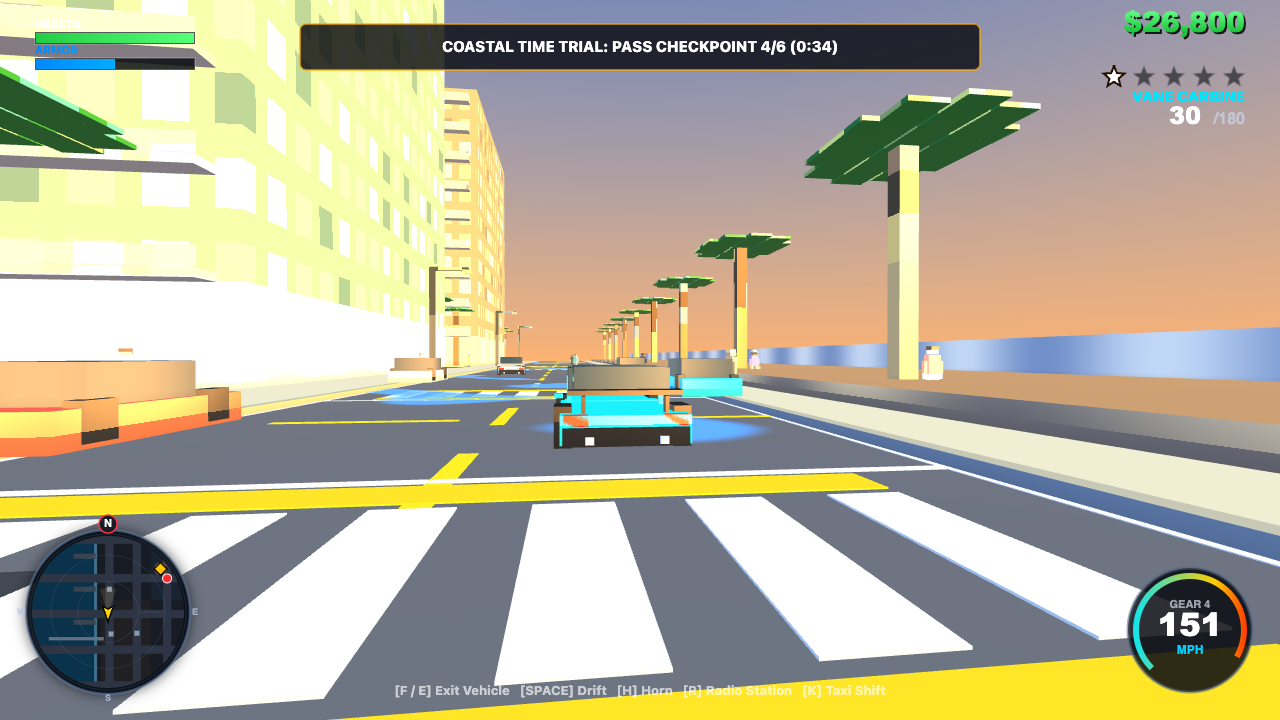 HEALTH
ARMOR
COASTAL TIME TRIAL: PASS CHECKPOINT 4/6 (0:34)
$26,800
VANE CARBINE
30 /180
N
W
E
S
GEAR 4
151
MPH
[F / E] Exit Vehicle [SPACE] Drift [H] Horn [R] Radio Station [K] Taxi Shift